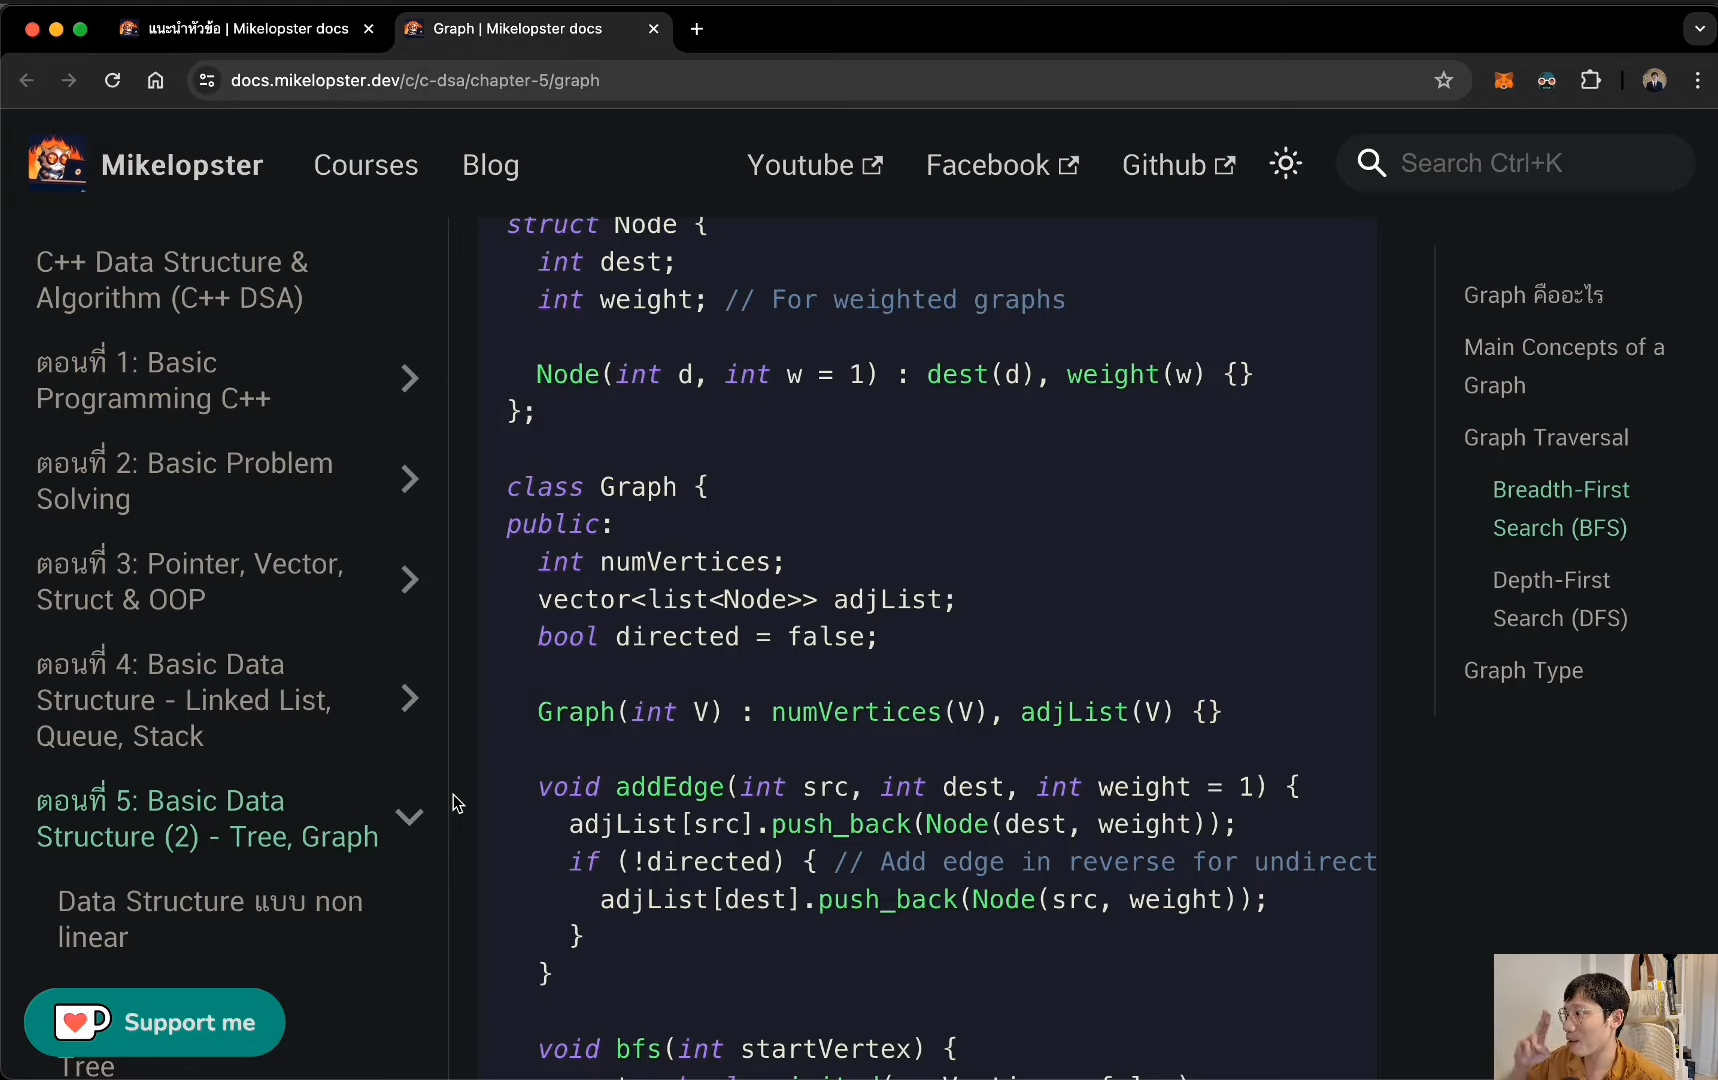 แนะนำหัวข้อ | Mikelopster docs
Graph | Mikelopster docs
docs.mikelopster.dev/c/c-dsa/chapter-5/graph
Mikelopster
Courses
Blog
Youtube
Facebook
Github
Search Ctrl+K
C++ Data Structure &
Algorithm (C++ DSA)
ตอนที่ 1: Basic
Programming C++
ตอนที่ 2: Basic Problem
Solving
ตอนที่ 3: Pointer, Vector,
Struct & OOP
ตอนที่ 4: Basic Data
Structure - Linked List,
Queue, Stack
ตอนที่ 5: Basic Data
Structure (2) - Tree, Graph
Data Structure แบบ non
linear
Support me
Tree
struct Node {
int dest;
int weight; // For weighted graphs
Node(int d, int w = 1) : dest(d), weight(w) {}
};
class Graph {
public:
int numVertices;
vector<list<Node>> adjList;
bool directed = false;
Graph(int V) : numVertices(V), adjList(V) {}
void addEdge(int src, int dest, int weight = 1) {
adjList[src].push_back(Node(dest, weight));
if (!directed) { // Add edge in reverse for undirect
adjList[dest].push_back(Node(src, weight));
}
}
void bfs(int startVertex) {
Graph คืออะไร
Main Concepts of a
Graph
Graph Traversal
Breadth-First
Search (BFS)
Depth-First
Search (DFS)
Graph Type